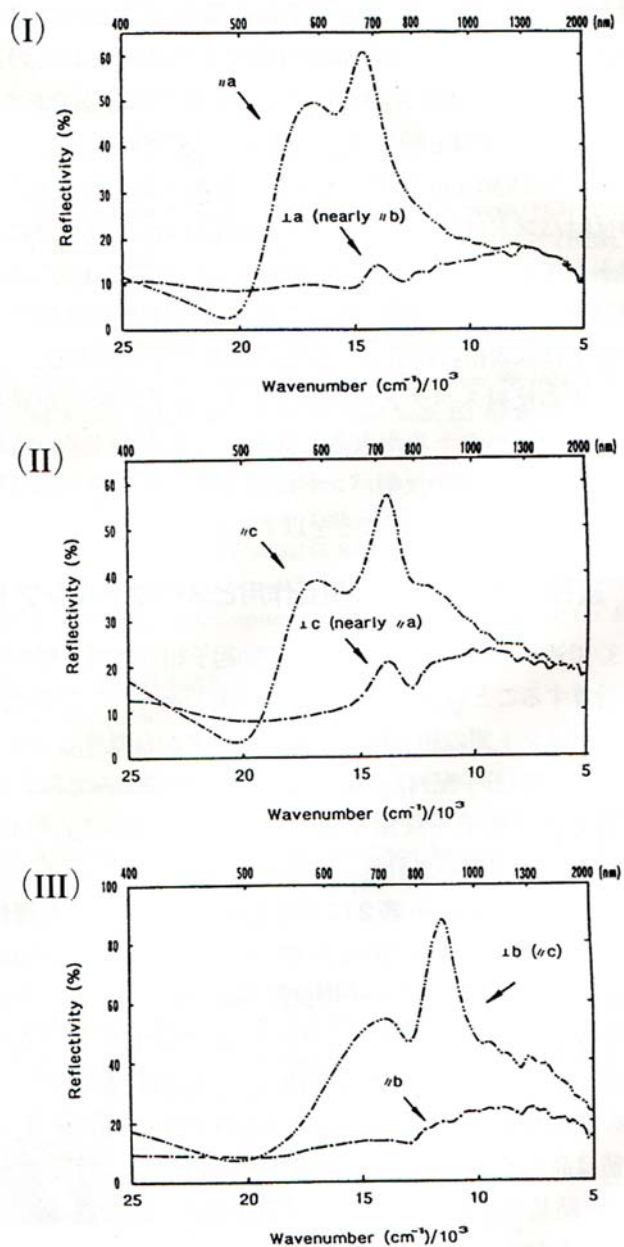 (I)
400 500 600 700 800 1000 1300 2000 (nm)
60
50
40
30
20
10
0
Reflectivity (%)
//a
⊥a (nearly //b)
25 20 15 10 5
Wavenumber (cm⁻¹)/10³
(II)
400 500 600 700 800 1000 1300 2000 (nm)
60
50
40
30
20
10
0
Reflectivity (%)
//c
⊥c (nearly //a)
25 20 15 10 5
Wavenumber (cm⁻¹)/10³
(III)
400 500 600 700 800 1000 1300 2000 (nm)
100
80
60
40
20
0
Reflectivity (%)
⊥b (//c)
//b
25 20 15 10 5
Wavenumber (cm⁻¹)/10³